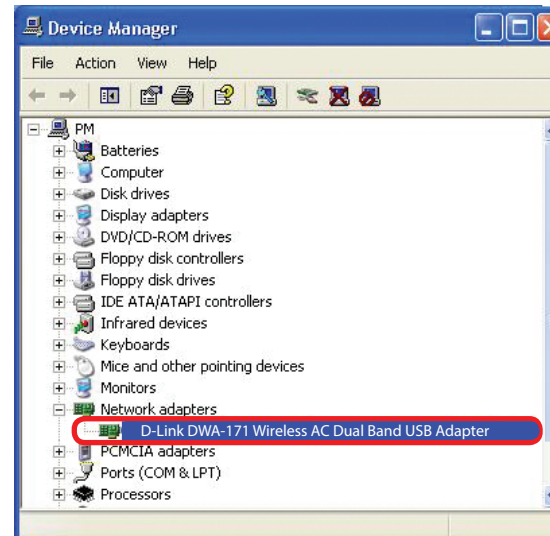 Device Manager
File Action View Help
PM
Batteries
Computer
Disk drives
Display adapters
DVD/CD-ROM drives
Floppy disk controllers
Floppy disk drives
IDE ATA/ATAPI controllers
Infrared devices
Keyboards
Mice and other pointing devices
Monitors
Network adapters
D-Link DWA-171 Wireless AC Dual Band USB Adapter
PCMCIA adapters
Ports (COM & LPT)
Processors